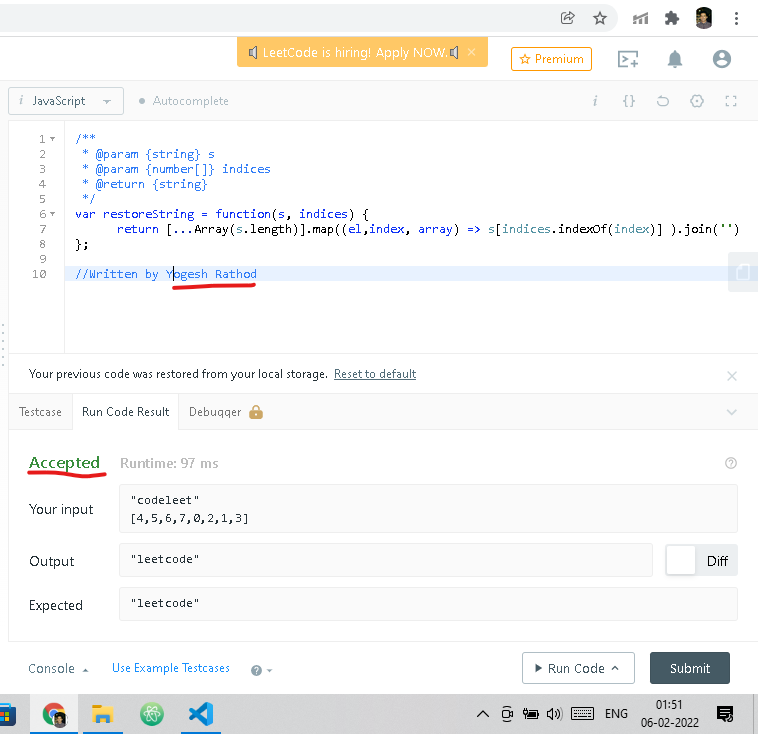 LeetCode is hiring! Apply NOW. ×
Premium
i JavaScript
Autocomplete
i {}
1 /**
2 * @param {string} s
3 * @param {number[]} indices
4 * @return {string}
5 */
6 var restoreString = function(s, indices) {
7 return [...Array(s.length)].map((el,index, array) => s[indices.indexOf(index)] ).join('')
8 };
9
10 //Written by Yogesh Rathod
Your previous code was restored from your local storage. Reset to default
Testcase Run Code Result Debugger
Accepted Runtime: 97 ms
Your input
"codeleet"
[4,5,6,7,0,2,1,3]
Output "leetcode" Diff
Expected "leetcode"
Console Use Example Testcases ? Run Code Submit
ENG 01:51
06-02-2022